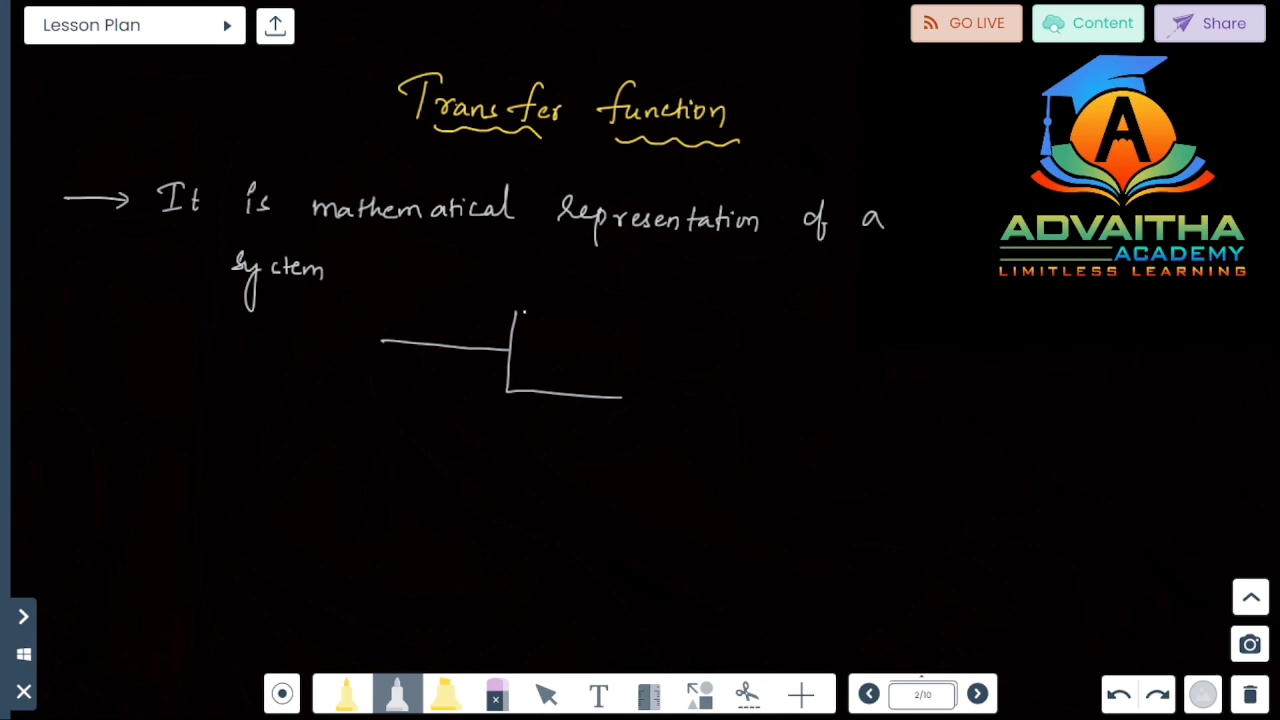 Lesson Plan
GO LIVE
Content
Share
Transfer function
A
→ It is mathematical representation of a
system
ADVAITHA
ACADEMY
LIMITLESS LEARNING
T
2/10